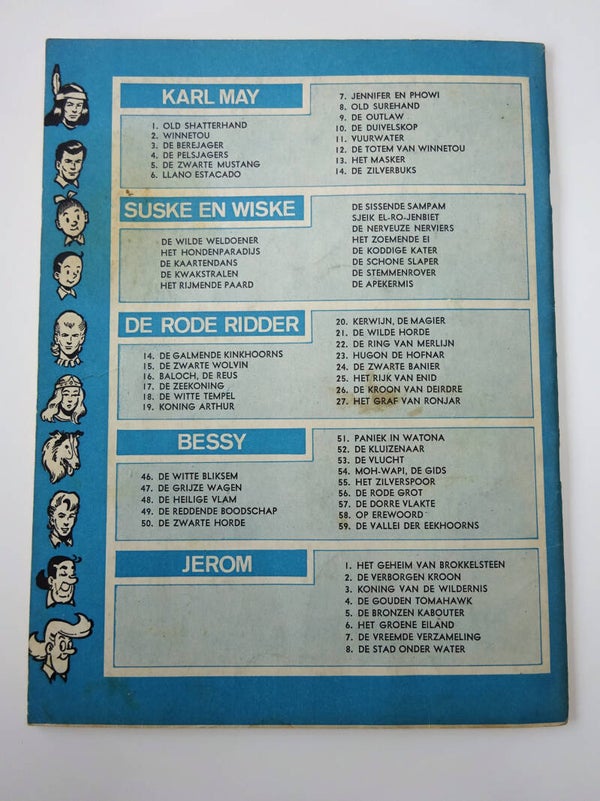 KARL MAY
1. OLD SHATTERHAND
2. WINNETOU
3. DE BEREJAGER
4. DE PELSJAGERS
5. DE ZWARTE MUSTANG
6. LLANO ESTACADO
7. JENNIFER EN PHOWI
8. OLD SUREHAND
9. DE OUTLAW
10. DE DUIVELSKOP
11. VUURWATER
12. DE TOTEM VAN WINNETOU
13. HET MASKER
14. DE ZILVERBUKS
SUSKE EN WISKE
DE WILDE WELDOENER
HET HONDENPARADIJS
DE KAARTENDANS
DE KWAKSTRALEN
HET RIJMENDE PAARD
DE SISSENDE SAMPAM
SJEIK EL-RO-JENBIET
DE NERVEUZE NERVIERS
HET ZOEMENDE EI
DE KODDIGE KATER
DE SCHONE SLAPER
DE STEMMENROVER
DE APEKERMIS
DE RODE RIDDER
14. DE GALMENDE KINKHOORNS
15. DE ZWARTE WOLVIN
16. BALOCH, DE REUS
17. DE ZEEKONING
18. DE WITTE TEMPEL
19. KONING ARTHUR
20. KERWIJN, DE MAGIER
21. DE WILDE HORDE
22. DE RING VAN MERLIJN
23. HUGON DE HOFNAR
24. DE ZWARTE BANIER
25. HET RIJK VAN ENID
26. DE KROON VAN DEIRDRE
27. HET GRAF VAN RONJAR
BESSY
46. DE WITTE BLIKSEM
47. DE GRIJZE WAGEN
48. DE HEILIGE VLAM
49. DE REDDENDE BOODSCHAP
50. DE ZWARTE HORDE
51. PANIEK IN WATONA
52. DE KLUIZENAAR
53. DE VLUCHT
54. MOH-WAPI, DE GIDS
55. HET ZILVERSPOOR
56. DE RODE GROT
57. DE DORRE VLAKTE
58. OP EREWOORD
59. DE VALLEI DER EEKHOORNS
JEROM
1. HET GEHEIM VAN BROKKELSTEEN
2. DE VERBORGEN KROON
3. KONING VAN DE WILDERNIS
4. DE GOUDEN TOMAHAWK
5. DE BRONZEN KABOUTER
6. HET GROENE EILAND
7. DE VREEMDE VERZAMELING
8. DE STAD ONDER WATER